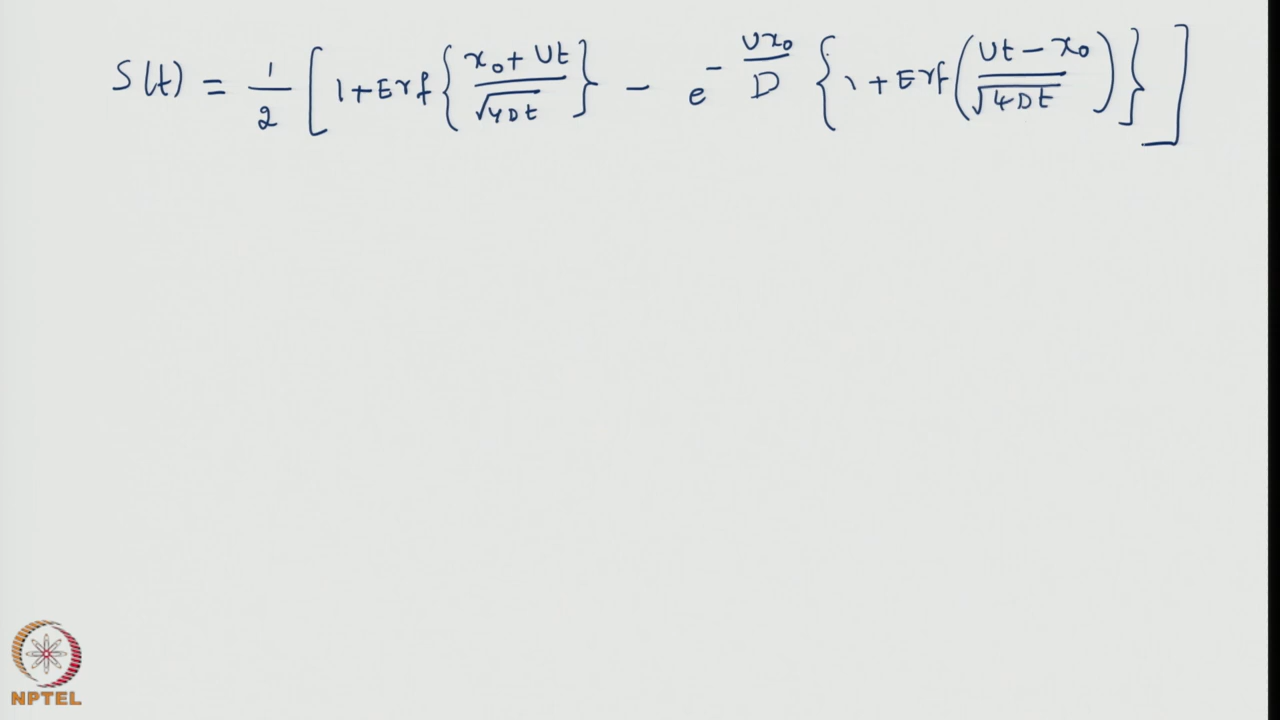 S(t) = 1/2 [1+Erf{(x₀+Ut)/√4Dt} - e^(-Ux₀/D) {1+Erf((Ut-x₀)/√4Dt)}]
NPTEL